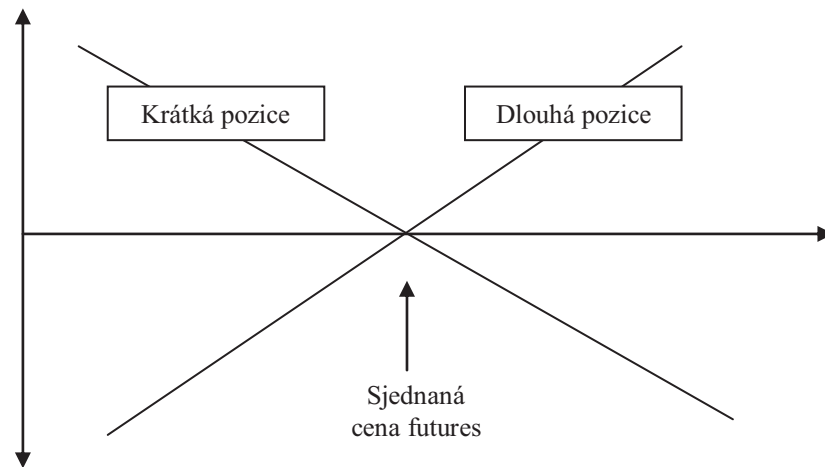 Krátká pozice
Dlouhá pozice
Sjednaná
cena futures